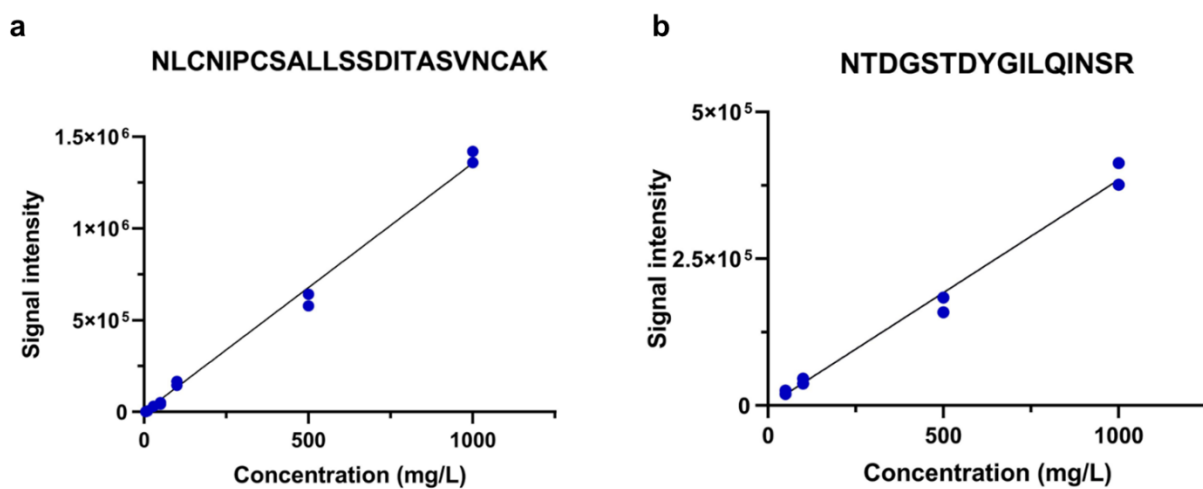 a
NLCNIPCSALLSSDITASVNCAK
1.5×10⁶
1×10⁶
5×10⁵
0
Signal intensity
0
500
1000
Concentration (mg/L)
b
NTDGSTDYGILQINSR
5×10⁵
2.5×10⁵
0
Signal intensity
0
500
1000
Concentration (mg/L)